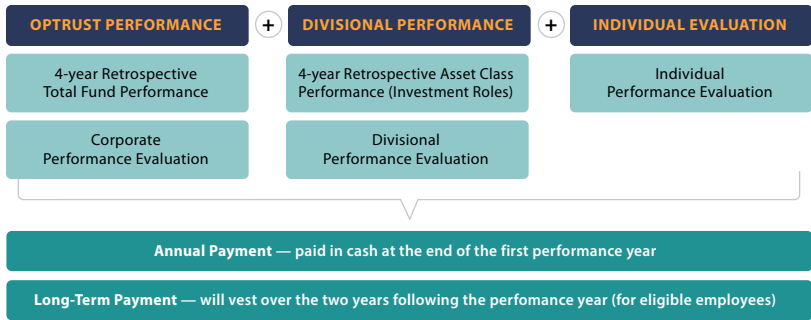 OPTRUST PERFORMANCE + DIVISIONAL PERFORMANCE + INDIVIDUAL EVALUATION
4-year Retrospective
Total Fund Performance
4-year Retrospective Asset Class
Performance (Investment Roles)
Individual
Performance Evaluation
Corporate
Performance Evaluation
Divisional
Performance Evaluation
Annual Payment — paid in cash at the end of the first performance year
Long-Term Payment — will vest over the two years following the perfomance year (for eligible employees)